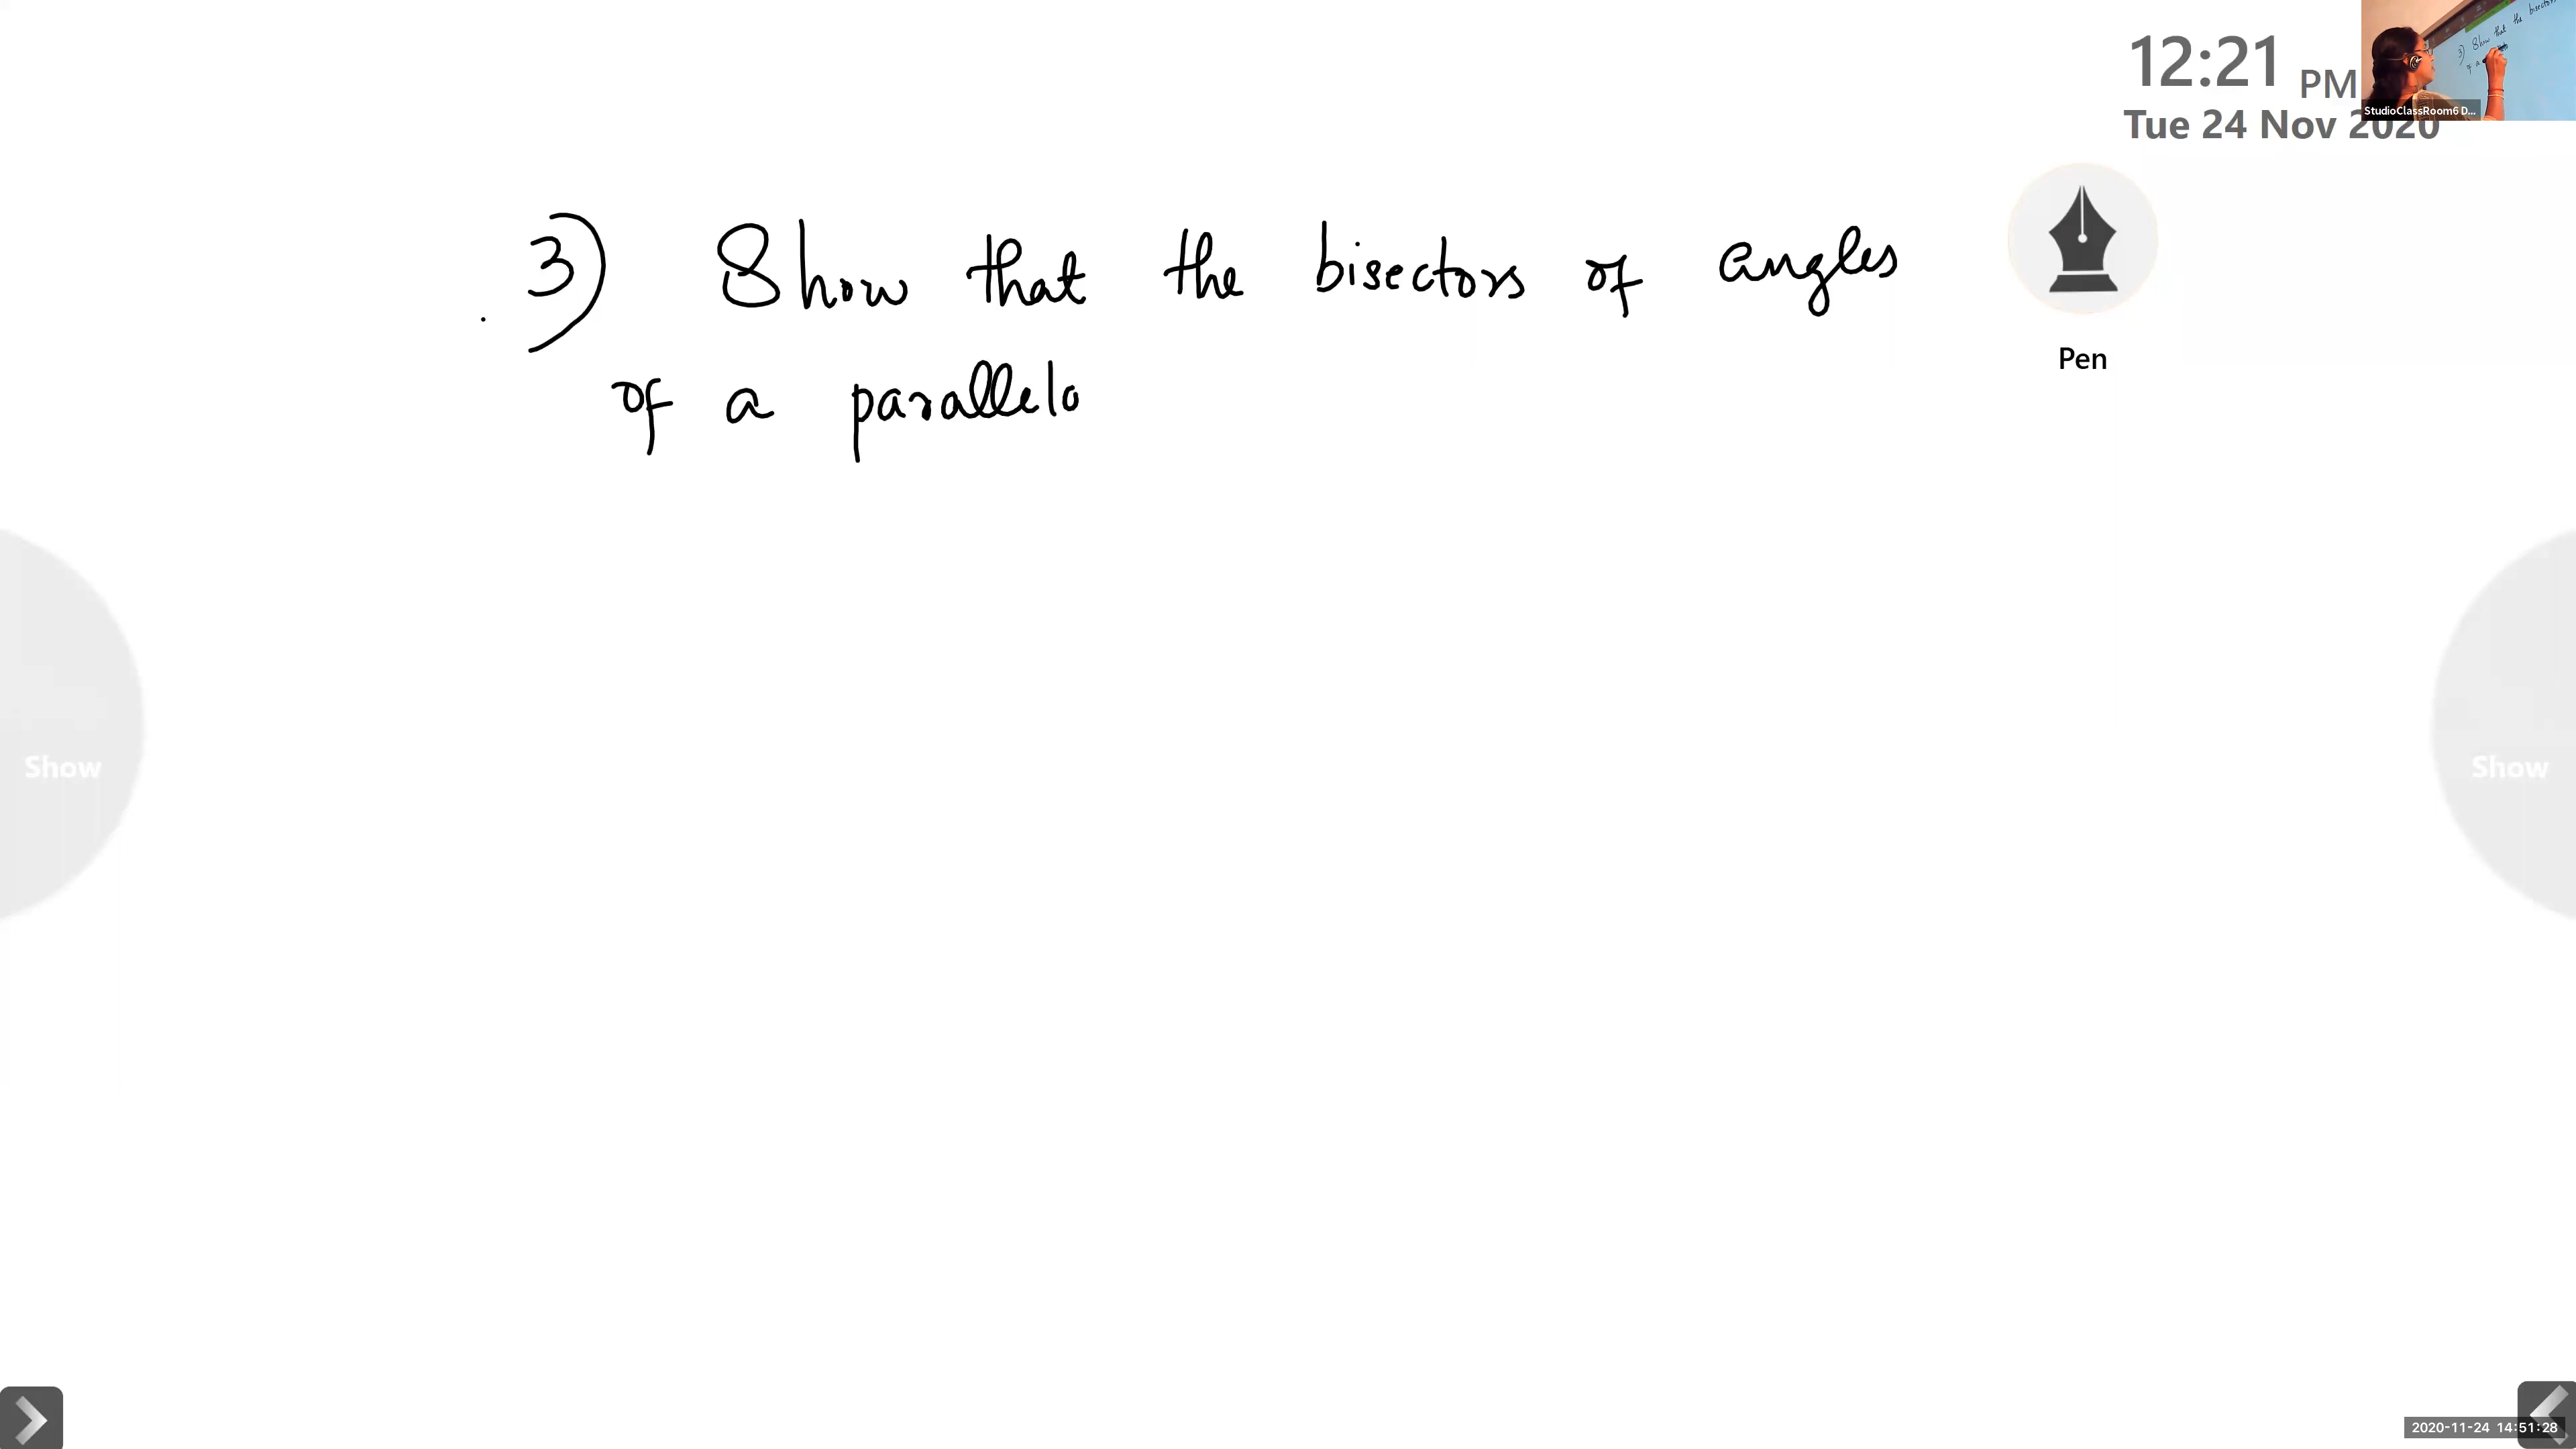 12:21 PM
Tue 24 Nov 2020
StudioClassRoom6 D...
3) Show that the bisectors of angles
of a parallelo
Pen
Show
Show
2020-11-24 14:51:28